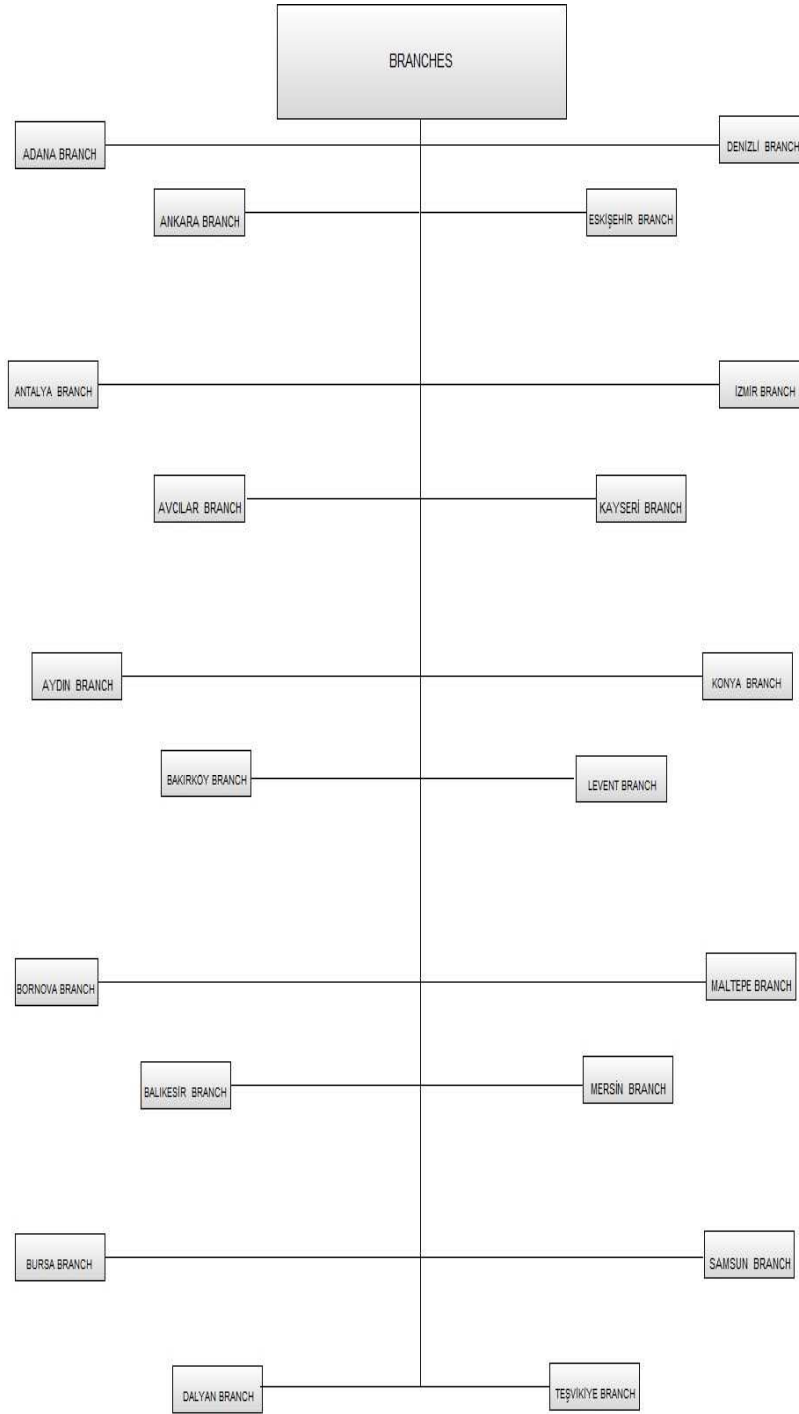 BRANCHES
ADANA BRANCH
DENİZLİ BRANCH
ANKARA BRANCH
ESKİŞEHİR BRANCH
ANTALYA BRANCH
İZMİR BRANCH
AVCILAR BRANCH
KAYSERİ BRANCH
AYDIN BRANCH
KONYA BRANCH
BAKIRKÖY BRANCH
LEVENT BRANCH
BORNOVA BRANCH
MALTEPE BRANCH
BALIKESİR BRANCH
MERSİN BRANCH
BURSA BRANCH
SAMSUN BRANCH
DALYAN BRANCH
TEŞVİKİYE BRANCH